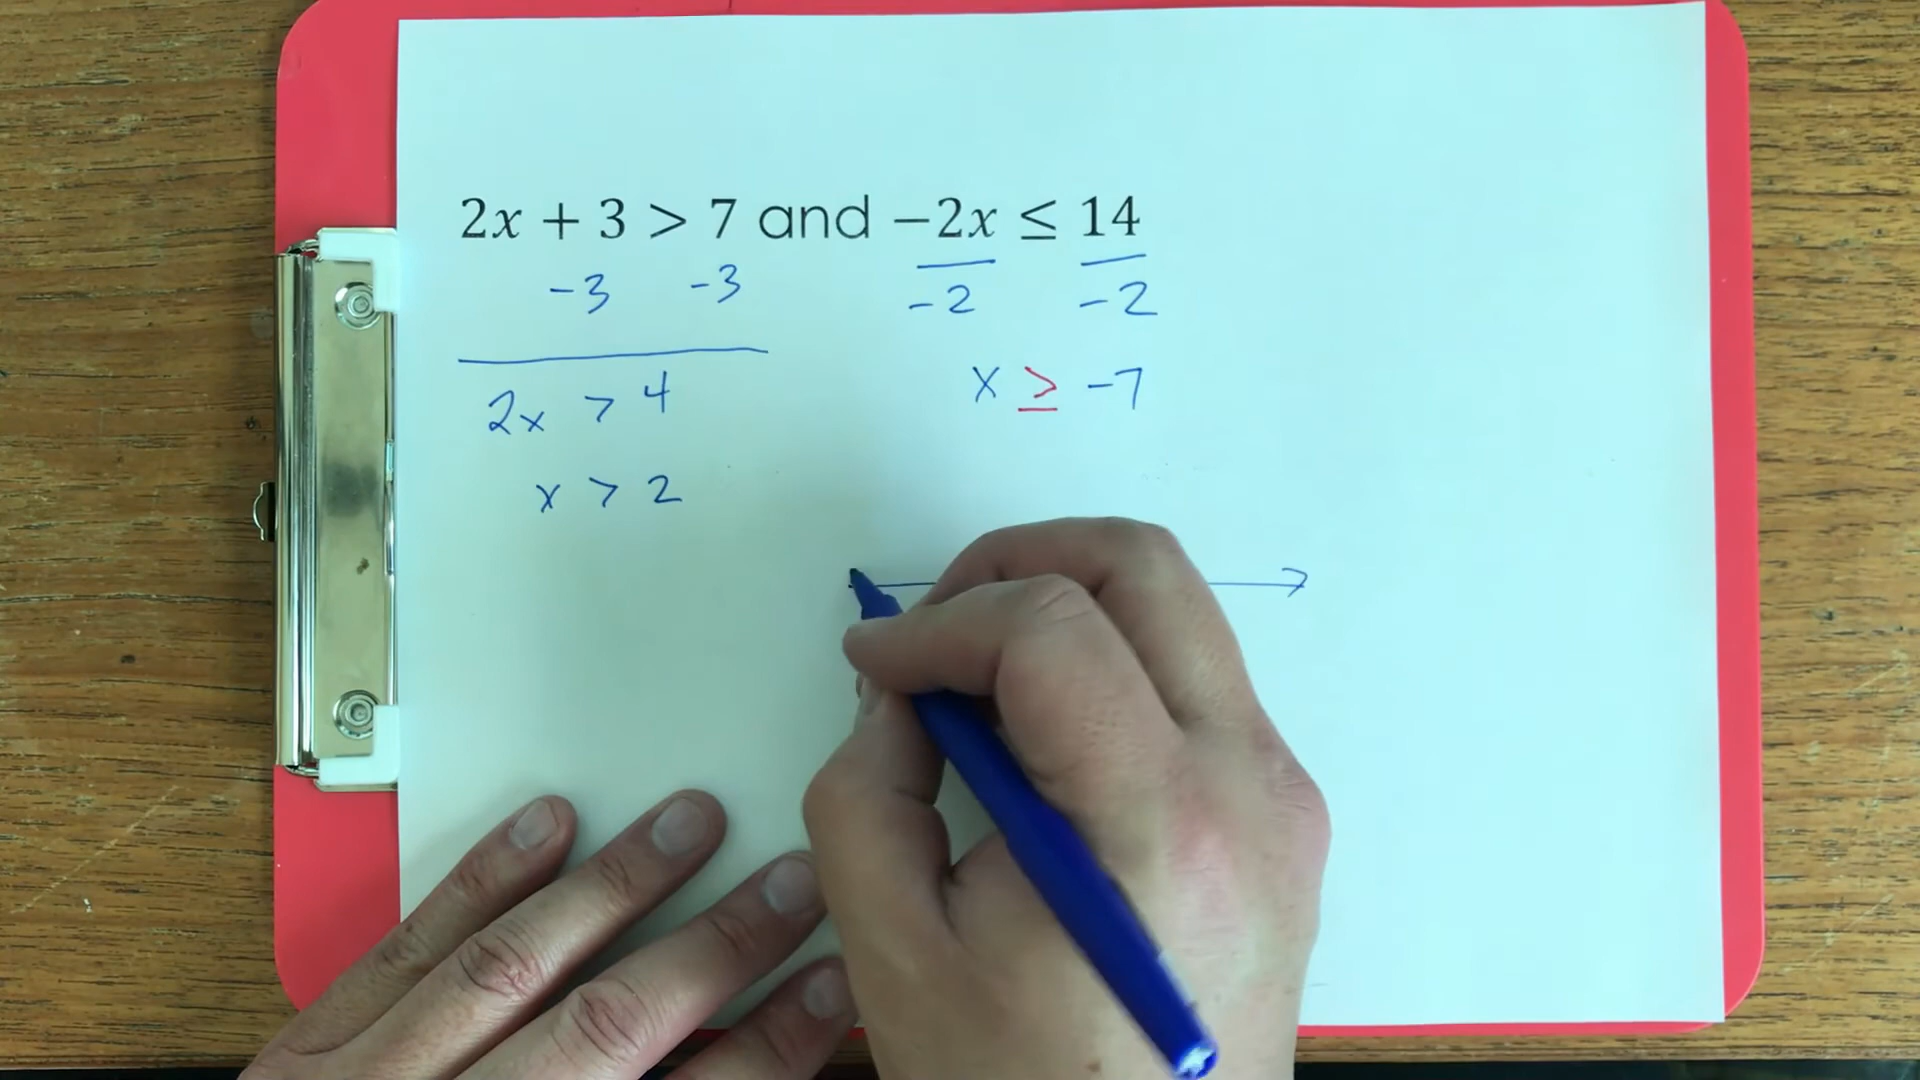 2x + 3 > 7 and −2x ≤ 14
-3 -3 -2 -2
2x > 4 x ≥ -7
x > 2